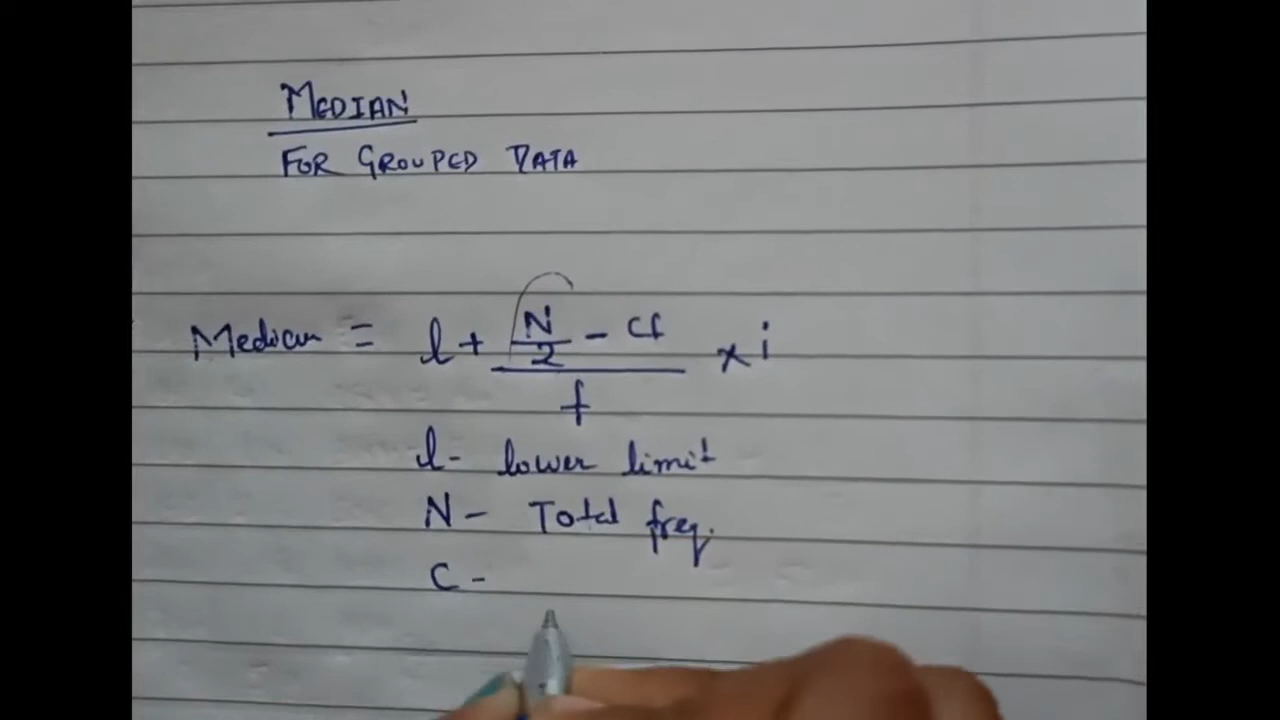 MEDIAN
FOR GROUPED DATA
Median = l + N/2 - cf / f × i
l - lower limit
N - Total freq.
C -